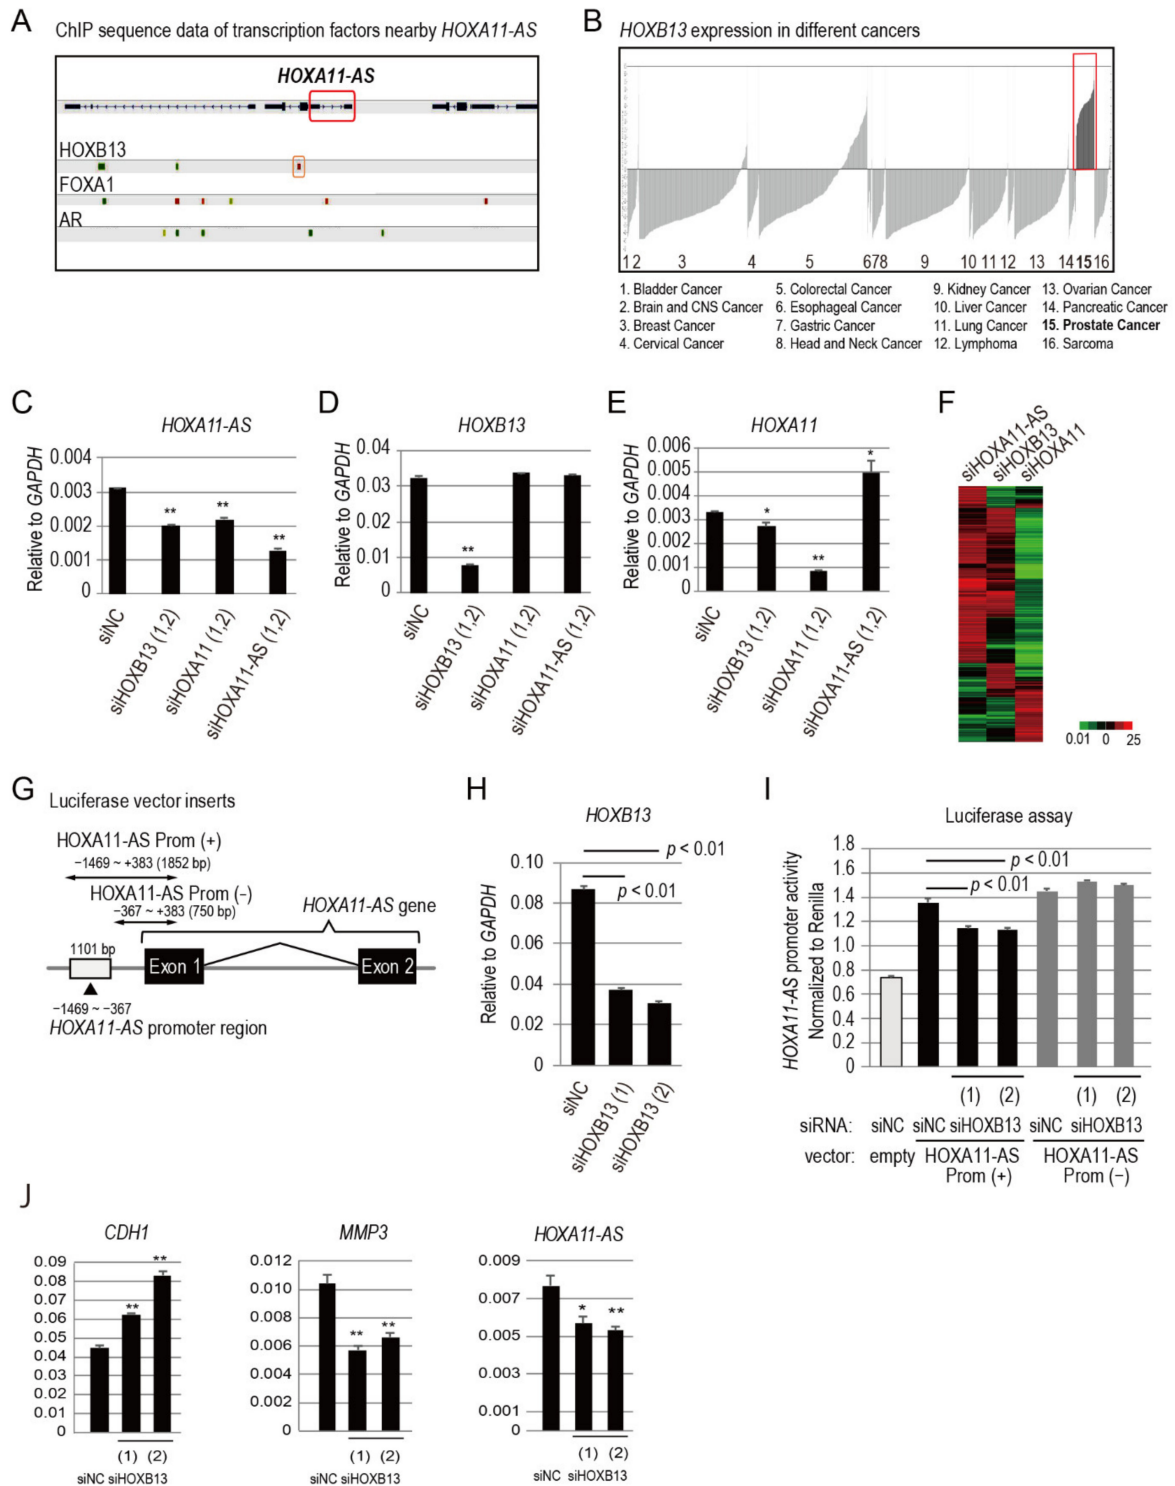 A ChIP sequence data of transcription factors nearby HOXA11-AS
HOXA11-AS
HOXB13
FOXA1
AR
B HOXB13 expression in different cancers
12 3 4 5 678 9 10 11 12 13 14 15 16
1. Bladder Cancer
2. Brain and CNS Cancer
3. Breast Cancer
4. Cervical Cancer
5. Colorectal Cancer
6. Esophageal Cancer
7. Gastric Cancer
8. Head and Neck Cancer
9. Kidney Cancer
10. Liver Cancer
11. Lung Cancer
12. Lymphoma
13. Ovarian Cancer
14. Pancreatic Cancer
15. Prostate Cancer
16. Sarcoma
C
HOXA11-AS
Relative to GAPDH
0.004
0.003
0.002
0.001
0
**
**
**
siNC
siHOXB13 (1,2)
siHOXA11 (1,2)
siHOXA11-AS (1,2)
D
HOXB13
Relative to GAPDH
0.04
0.03
0.02
0.01
0
**
siNC
siHOXB13 (1,2)
siHOXA11 (1,2)
siHOXA11-AS (1,2)
E
HOXA11
Relative to GAPDH
0.006
0.005
0.004
0.003
0.002
0.001
0
*
**
*
siNC
siHOXB13 (1,2)
siHOXA11 (1,2)
siHOXA11-AS (1,2)
F
siHOXA11-AS
siHOXB13
siHOXA11
0.01 0 25
G Luciferase vector inserts
HOXA11-AS Prom (+)
−1469 ~ +383 (1852 bp)
HOXA11-AS Prom (−)
−367 ~ +383 (750 bp)
HOXA11-AS gene
1101 bp
Exon 1
Exon 2
−1469 ~ −367
HOXA11-AS promoter region
H
HOXB13
Relative to GAPDH
p < 0.01
p < 0.01
0.10
0.08
0.06
0.04
0.02
0
siNC
siHOXB13 (1)
siHOXB13 (2)
I
Luciferase assay
HOXA11-AS promoter activity
Normalized to Renilla
1.8
1.6
1.4
1.2
1.0
0.8
0.6
0.4
0.2
0
p < 0.01
p < 0.01
(1) (2) (1) (2)
siRNA: siNC siNC siHOXB13 siNC siHOXB13
vector: empty HOXA11-AS HOXA11-AS
Prom (+) Prom (−)
J
CDH1
0.09
0.08
0.07
0.06
0.05
0.04
0.03
0.02
0.01
0
**
**
(1) (2)
siNC siHOXB13
MMP3
0.012
0.010
0.008
0.006
0.004
0.002
0
**
**
(1) (2)
siNC siHOXB13
HOXA11-AS
0.009
0.007
0.005
0.003
0.001
0
*
**
(1) (2)
siNC siHOXB13